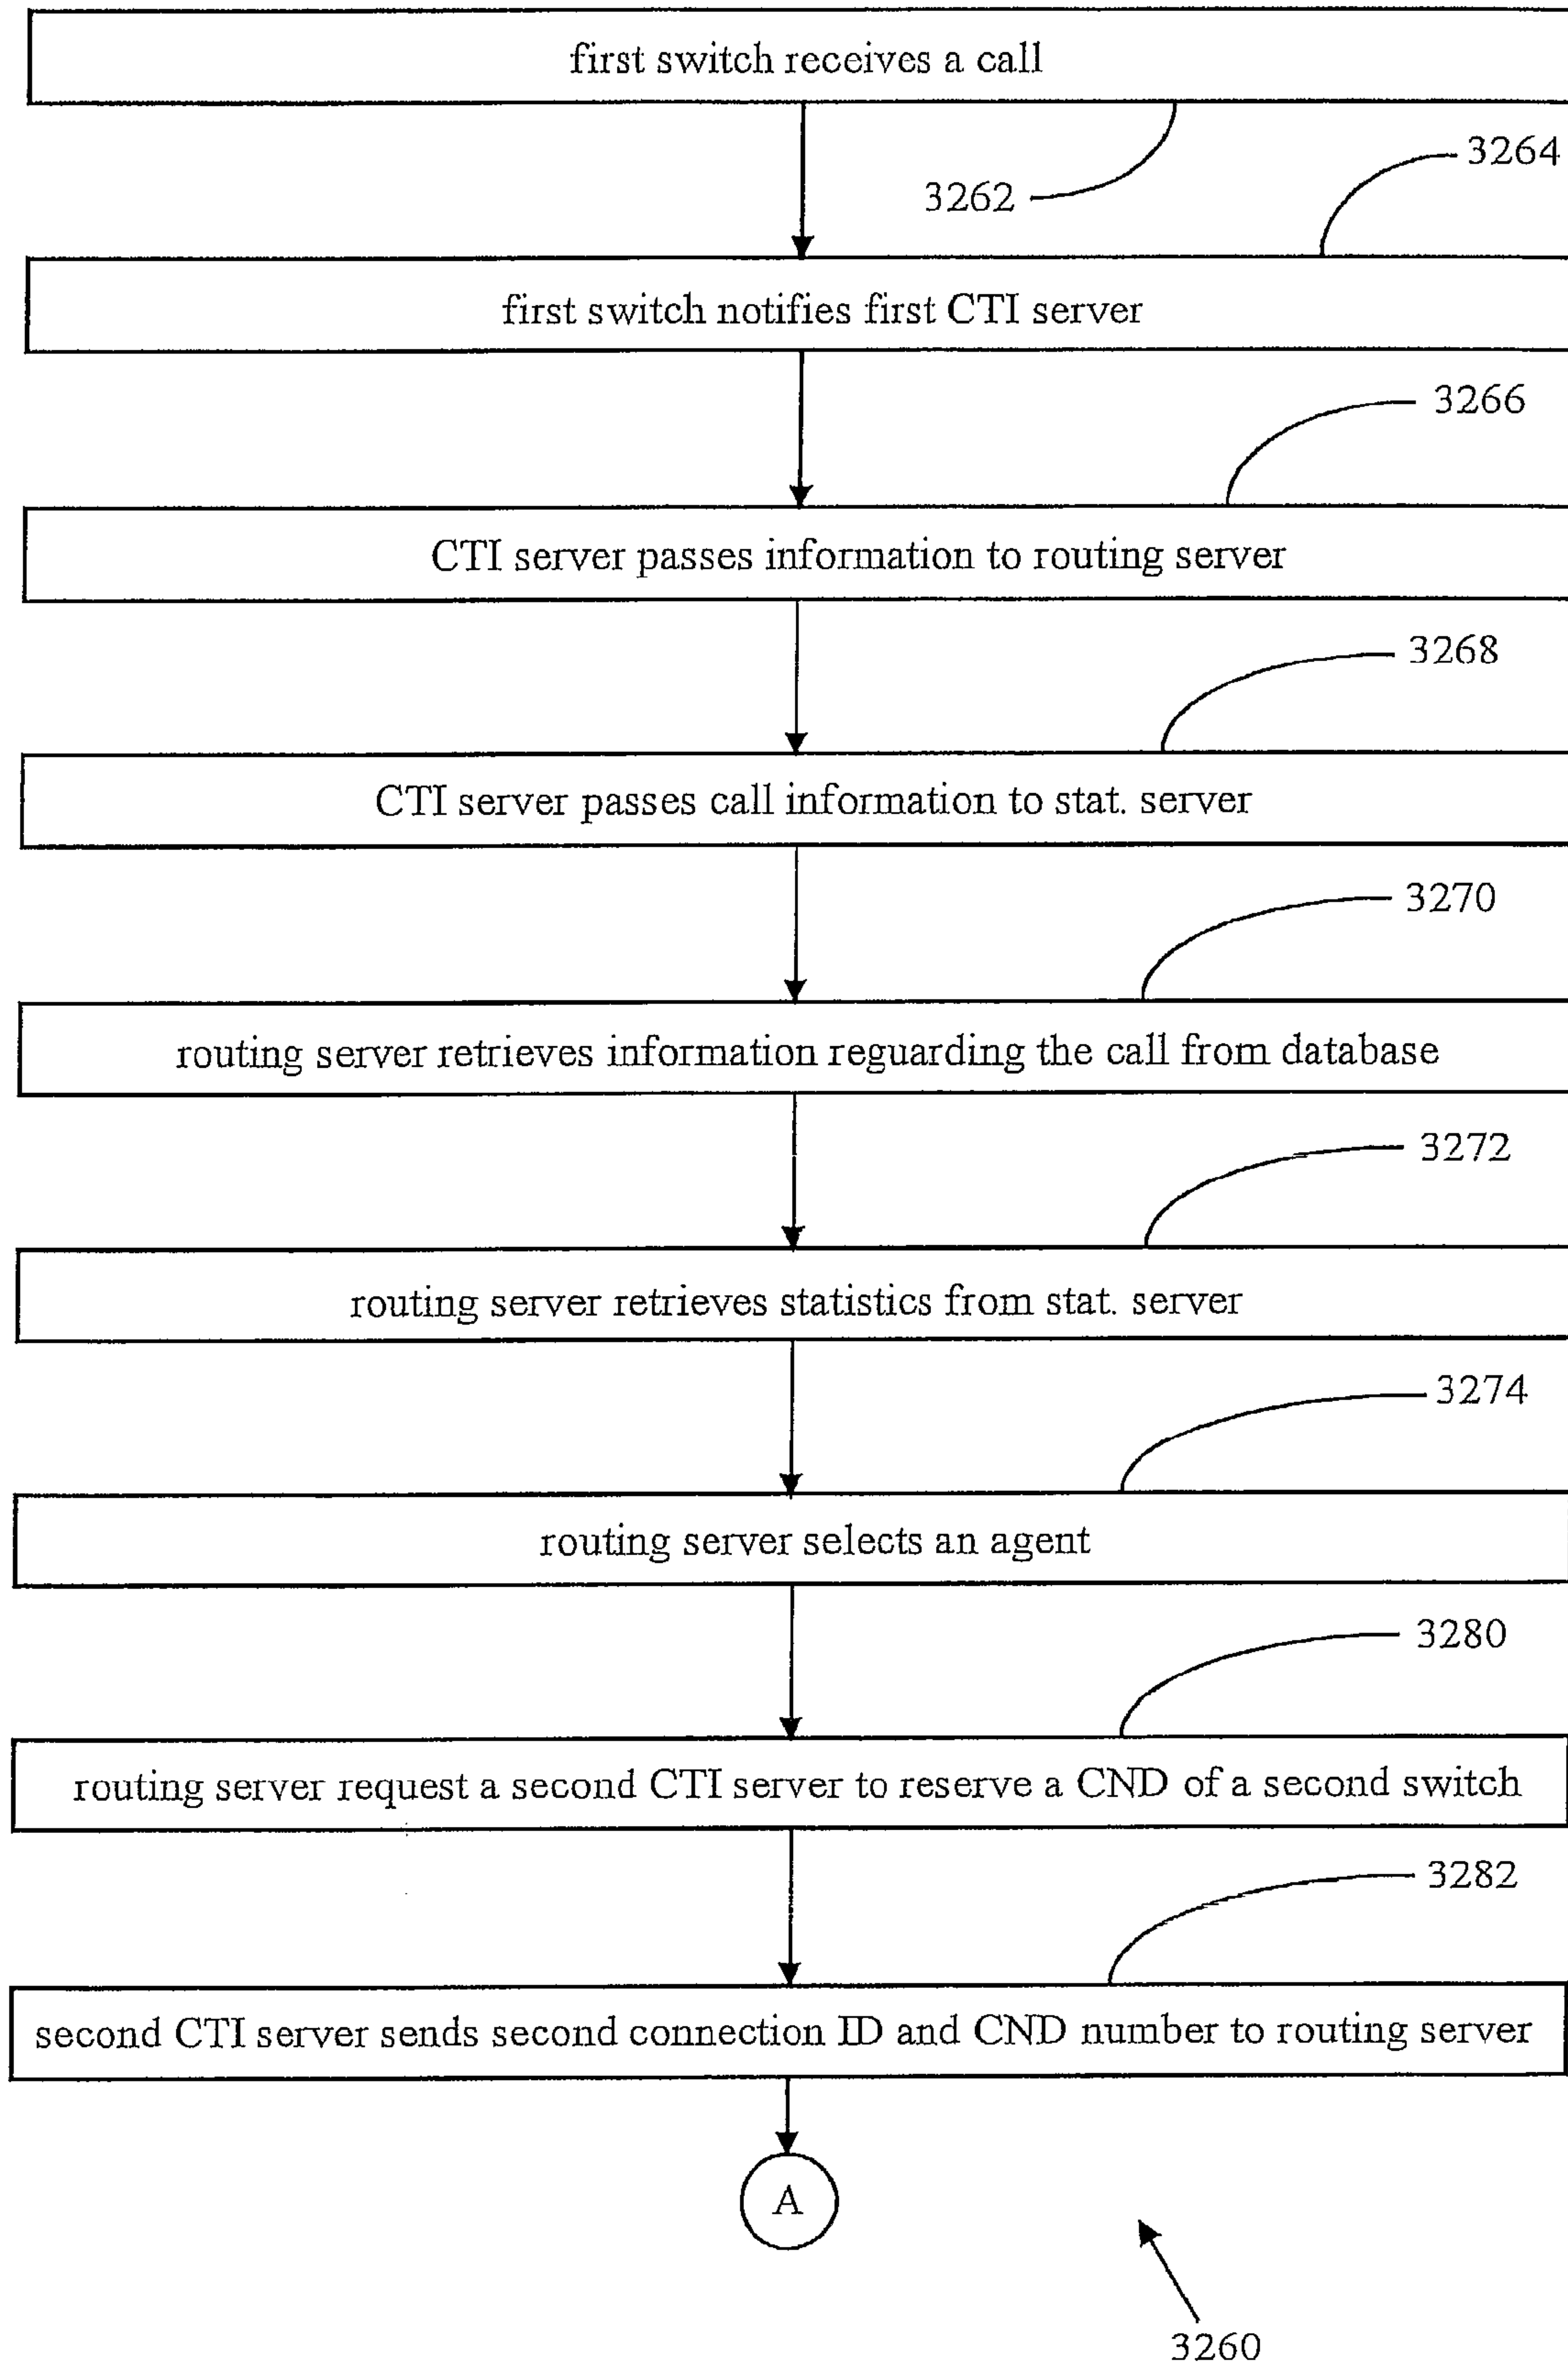 first switch receives a call
3262
3264
first switch notifies first CTI server
3266
CTI server passes information to routing server
3268
CTI server passes call information to stat. server
3270
routing server retrieves information reguarding the call from database
3272
routing server retrieves statistics from stat. server
3274
routing server selects an agent
3280
routing server request a second CTI server to reserve a CND of a second switch
3282
second CTI server sends second connection ID and CND number to routing server
A
3260